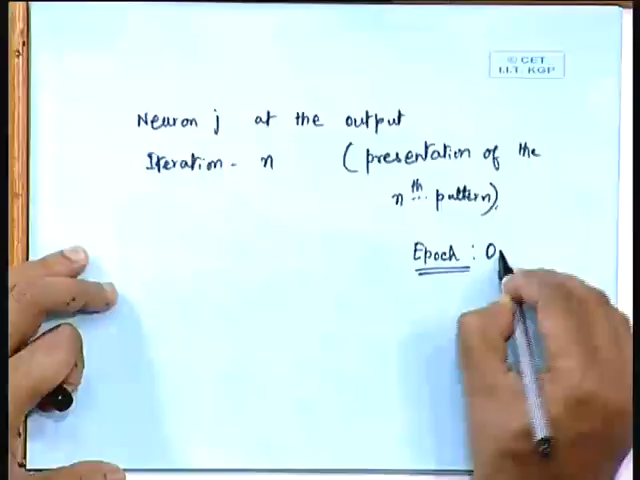 © CET
I.I.T KGP
Neuron j at the output
Iteration - n (presentation of the
nth pattern).
Epoch : O